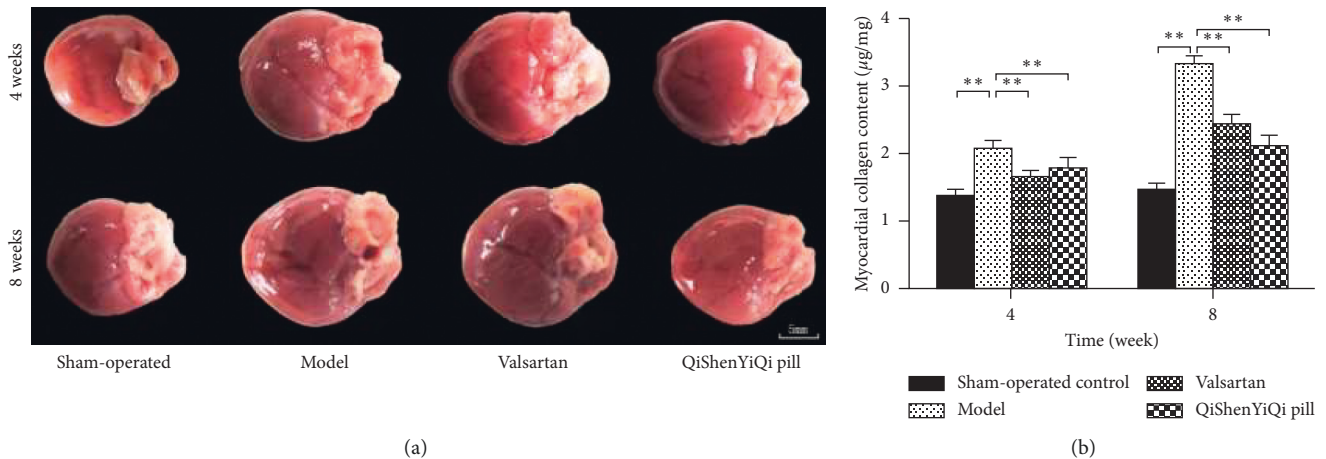 4 weeks
8 weeks
5mm
Sham-operated
Model
Valsartan
QiShenYiQi pill
(a)
Myocardial collagen content (µg/mg)
4
3
2
1
0
** ** **
** ** **
4
8
Time (week)
Sham-operated control
Model
Valsartan
QiShenYiQi pill
(b)